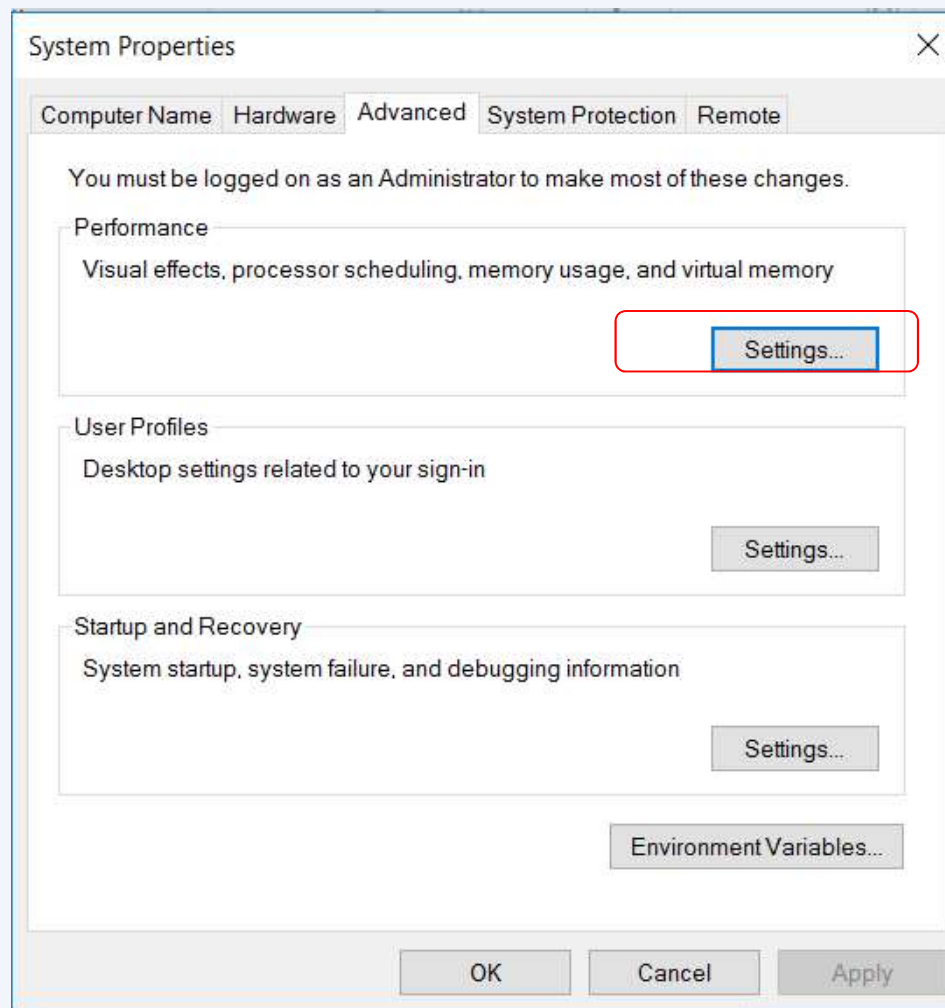 System Properties
Computer Name Hardware Advanced System Protection Remote
You must be logged on as an Administrator to make most of these changes.
Performance
Visual effects, processor scheduling, memory usage, and virtual memory
Settings...
User Profiles
Desktop settings related to your sign-in
Settings...
Startup and Recovery
System startup, system failure, and debugging information
Settings...
Environment Variables...
OK Cancel Apply